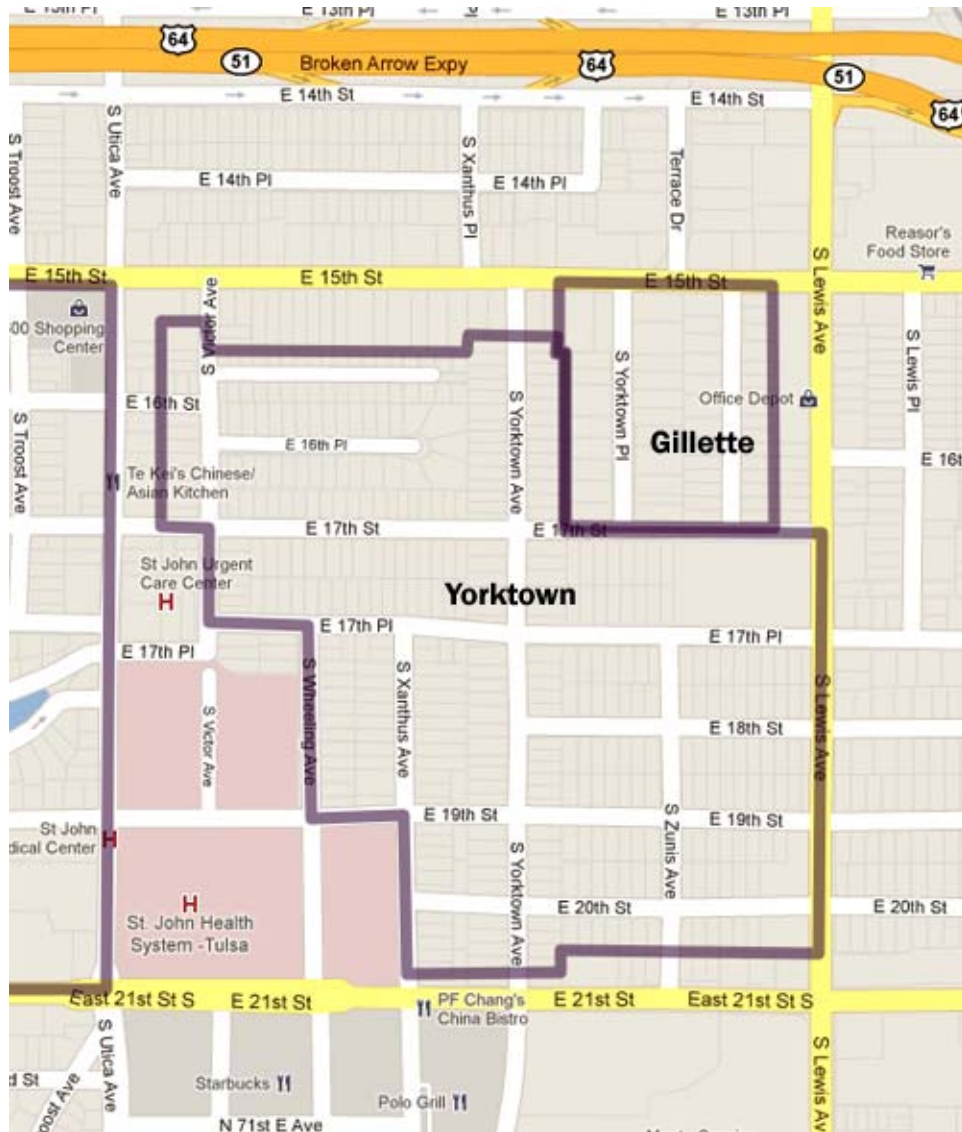 E 13th Pl
E 13th Pl
64
51
Broken Arrow Expy
64
51
64
E 14th St
E 14th St
S Troost Ave
S Utica Ave
E 14th Pl
E 14th Pl
S Xanthus Pl
Terrace Dr
Reasor's
Food Store
E 15th St
E 15th St
E 15th St
S Lewis Ave
00 Shopping
Center
S Victor Ave
S Yorktown Pl
S Lewis Pl
Office Depot
E 16th St
S Troost Ave
E 16th Pl
S Yorktown Ave
Gillette
E 16t
Te Kei's Chinese/
Asian Kitchen
E 17th St
E 17th St
St John Urgent
Care Center
H
Yorktown
E 17th Pl
E 17th Pl
E 17th Pl
S Wheeling Ave
S Xanthus Ave
S Lewis Ave
S Victor Ave
E 18th St
St John
dical Center
H
E 19th St
E 19th St
S Zunis Ave
S Yorktown Ave
H
St. John Health
System -Tulsa
E 20th St
E 20th St
East 21st St S
E 21st St
PF Chang's
China Bistro
E 21st St
East 21st St S
S Utica Ave
S Lewis Ave
d St
oost Ave
Starbucks
Polo Grill
N 71st E Ave